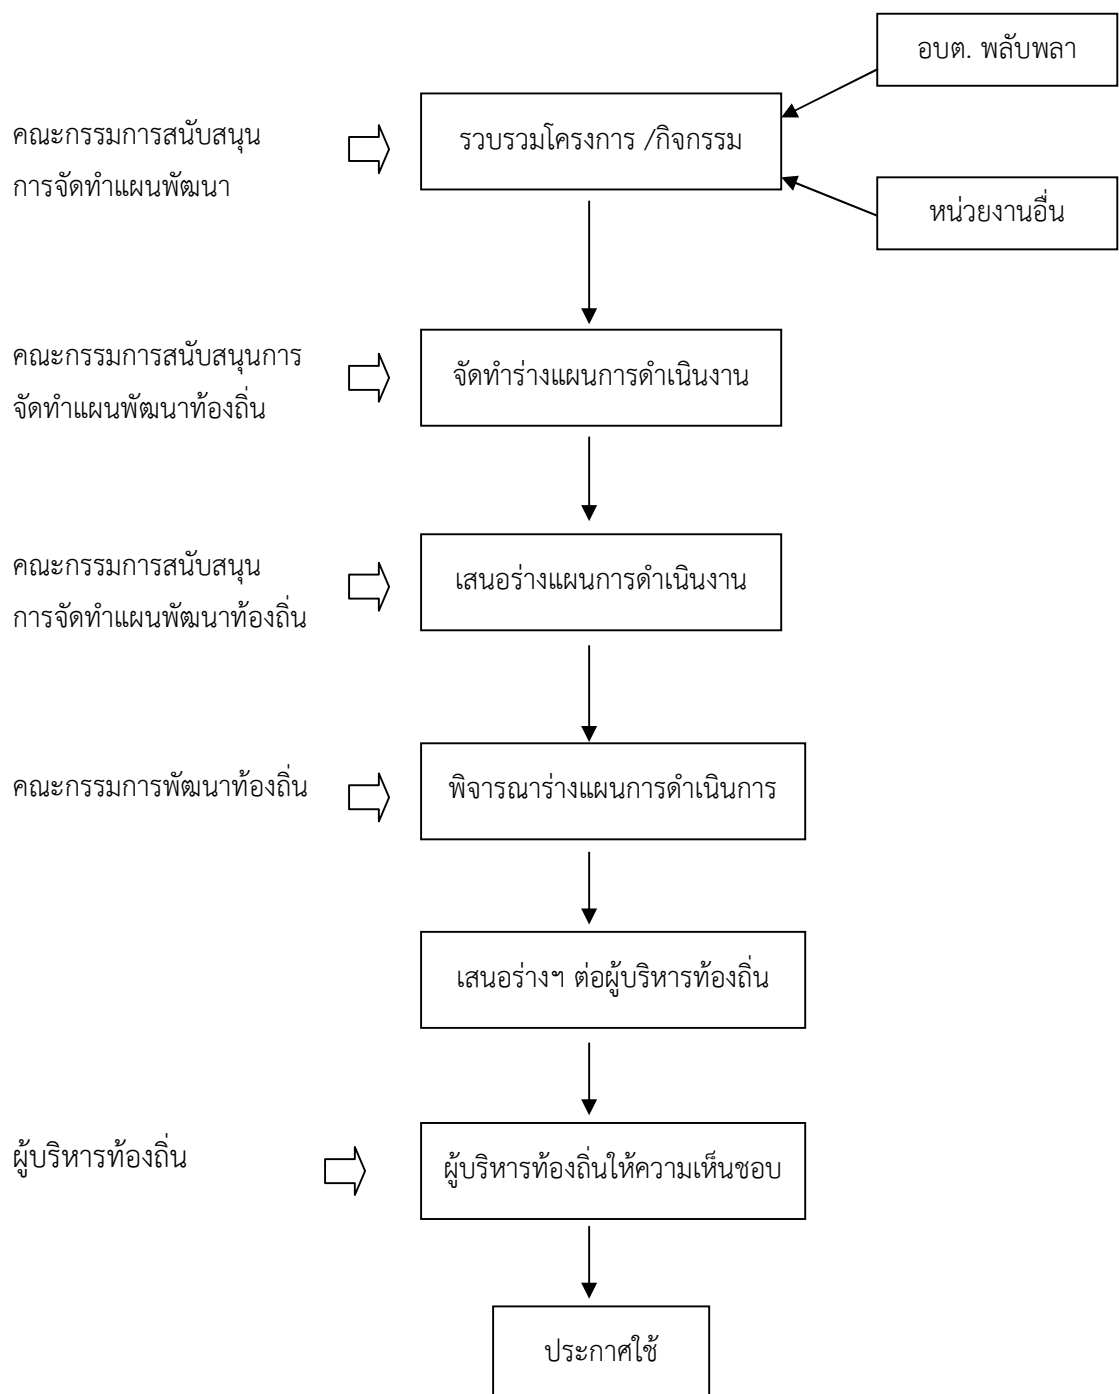 อบต. พลับพลา
คณะกรรมการสนับสนุน
การจัดทำแผนพัฒนา
รวบรวมโครงการ /กิจกรรม
หน่วยงานอื่น
คณะกรรมการสนับสนุนการ
จัดทำแผนพัฒนาท้องถิ่น
จัดทำร่างแผนการดำเนินงาน
คณะกรรมการสนับสนุน
การจัดทำแผนพัฒนาท้องถิ่น
เสนอร่างแผนการดำเนินงาน
คณะกรรมการพัฒนาท้องถิ่น
พิจารณาร่างแผนการดำเนินการ
เสนอร่างฯ ต่อผู้บริหารท้องถิ่น
ผู้บริหารท้องถิ่น
ผู้บริหารท้องถิ่นให้ความเห็นชอบ
ประกาศใช้